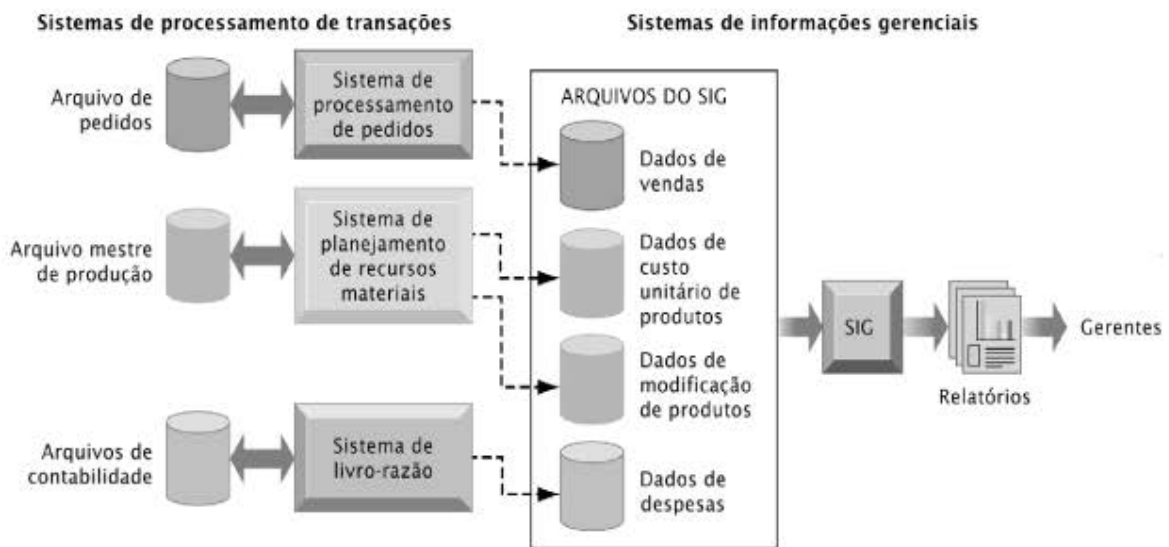 Sistemas de processamento de transações
Sistemas de informações gerenciais
Arquivo de
pedidos
Sistema de
processamento
de pedidos
Arquivo mestre
de produção
Sistema de
planejamento
de recursos
materiais
Arquivos de
contabilidade
Sistema de
livro-razão
ARQUIVOS DO SIG
Dados de
vendas
Dados de
custo
unitário de
produtos
Dados de
modificação
de produtos
Dados de
despesas
SIG
Relatórios
Gerentes